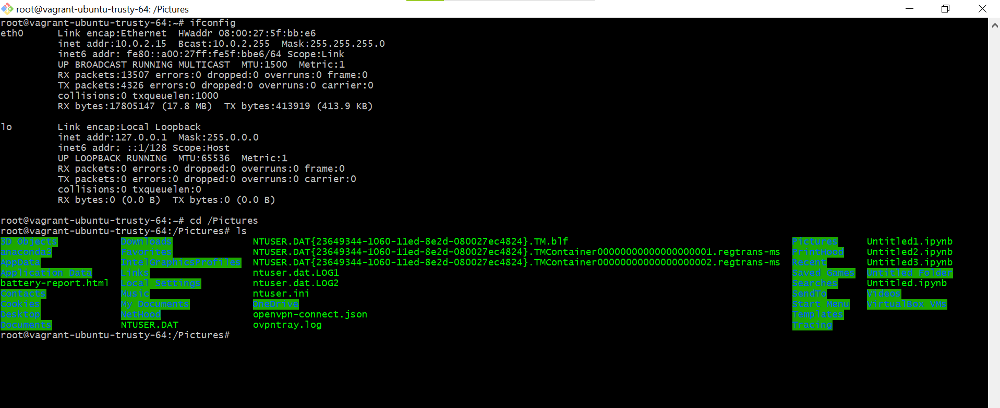 root@vagrant-ubuntu-trusty-64: /Pictures
root@vagrant-ubuntu-trusty-64:~# ifconfig
eth0      Link encap:Ethernet  HWaddr 08:00:27:5f:bb:e6
          inet addr:10.0.2.15  Bcast:10.0.2.255  Mask:255.255.255.0
          inet6 addr: fe80::a00:27ff:fe5f:bbe6/64 Scope:Link
          UP BROADCAST RUNNING MULTICAST  MTU:1500  Metric:1
          RX packets:13507 errors:0 dropped:0 overruns:0 frame:0
          TX packets:4326 errors:0 dropped:0 overruns:0 carrier:0
          collisions:0 txqueuelen:1000
          RX bytes:17805147 (17.8 MB)  TX bytes:413919 (413.9 KB)
lo        Link encap:Local Loopback
          inet addr:127.0.0.1  Mask:255.0.0.0
          inet6 addr: ::1/128 Scope:Host
          UP LOOPBACK RUNNING  MTU:65536  Metric:1
          RX packets:0 errors:0 dropped:0 overruns:0 frame:0
          TX packets:0 errors:0 dropped:0 overruns:0 carrier:0
          collisions:0 txqueuelen:0
          RX bytes:0 (0.0 B)  TX bytes:0 (0.0 B)
root@vagrant-ubuntu-trusty-64:~# cd /Pictures
root@vagrant-ubuntu-trusty-64:/Pictures# ls
3D Objects  Downloads  NTUSER.DAT{23649344-1060-11ed-8e2d-080027ec4824}.TM.blf  Pictures  Untitled1.ipynb
anaconda3  Favorites  NTUSER.DAT{23649344-1060-11ed-8e2d-080027ec4824}.TMContainer00000000000000000001.regtrans-ms  PrintHood  Untitled2.ipynb
AppData  IntelGraphicsProfiles  NTUSER.DAT{23649344-1060-11ed-8e2d-080027ec4824}.TMContainer00000000000000000002.regtrans-ms  Recent  Untitled3.ipynb
Application Data  Links  ntuser.dat.LOG1  Saved Games  Untitled Folder
battery-report.html  Local Settings  ntuser.dat.LOG2  Searches  Untitled.ipynb
Contacts  Music  ntuser.ini  SendTo  Videos
Cookies  My Documents  OneDrive  Start Menu  VirtualBox VMs
Desktop  NetHood  openvpn-connect.json  Templates
Documents  NTUSER.DAT  ovpntray.log  Tracing
root@vagrant-ubuntu-trusty-64:/Pictures#